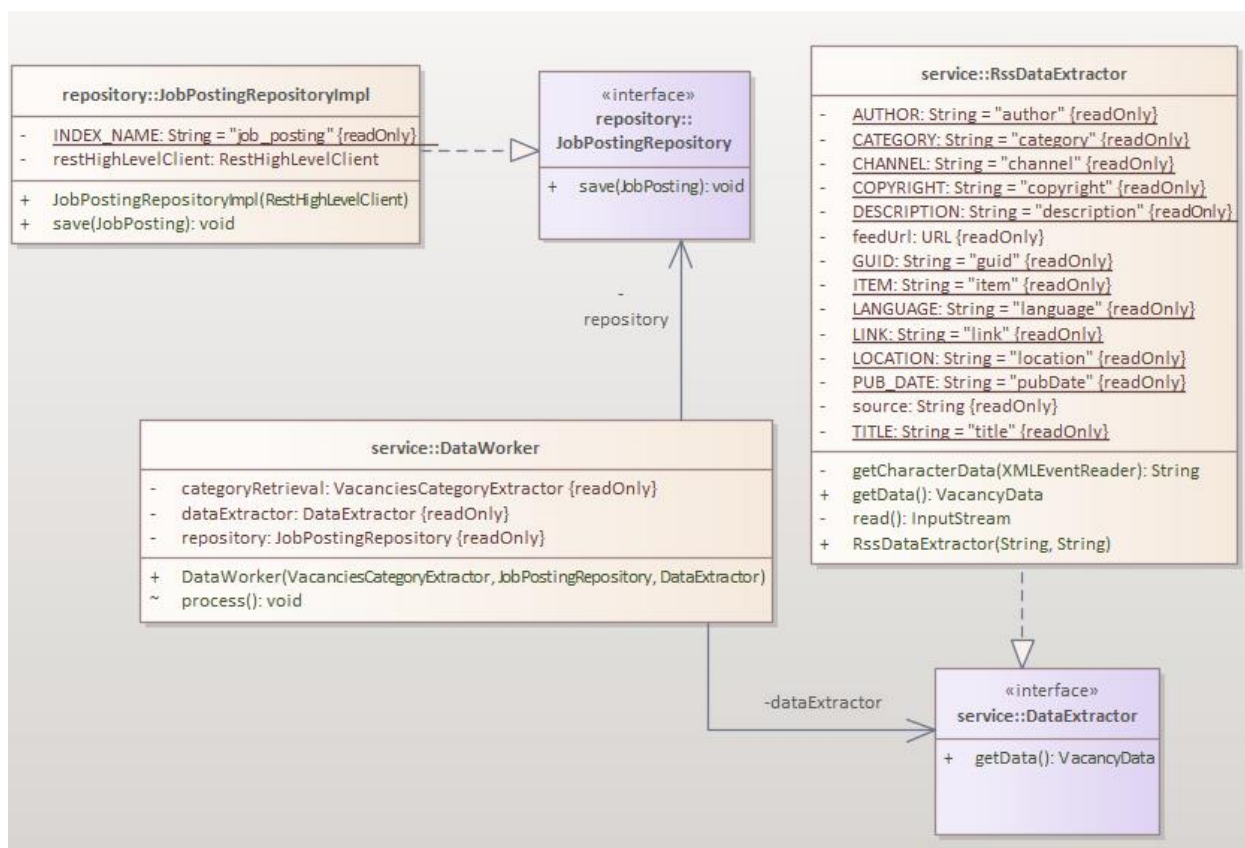 repository::JobPostingRepositoryImpl
- INDEX_NAME: String = "job_posting" {readOnly}
- restHighLevelClient: RestHighLevelClient
+ JobPostingRepositoryImpl(RestHighLevelClient)
+ save(JobPosting): void
«interface»
repository::
JobPostingRepository
+ save(JobPosting): void
service::RssDataExtractor
- AUTHOR: String = "author" {readOnly}
- CATEGORY: String = "category" {readOnly}
- CHANNEL: String = "channel" {readOnly}
- COPYRIGHT: String = "copyright" {readOnly}
- DESCRIPTION: String = "description" {readOnly}
- feedUrl: URL {readOnly}
- GUID: String = "guid" {readOnly}
- ITEM: String = "item" {readOnly}
- LANGUAGE: String = "language" {readOnly}
- LINK: String = "link" {readOnly}
- LOCATION: String = "location" {readOnly}
- PUB_DATE: String = "pubDate" {readOnly}
- source: String {readOnly}
- TITLE: String = "title" {readOnly}
- getCharacterData(XMLEventReader): String
+ getData(): VacancyData
- read(): InputStream
+ RssDataExtractor(String, String)
-
repository
service::DataWorker
- categoryRetrieval: VacanciesCategoryExtractor {readOnly}
- dataExtractor: DataExtractor {readOnly}
- repository: JobPostingRepository {readOnly}
+ DataWorker(VacanciesCategoryExtractor, JobPostingRepository, DataExtractor)
~ process(): void
-dataExtractor
«interface»
service::DataExtractor
+ getData(): VacancyData